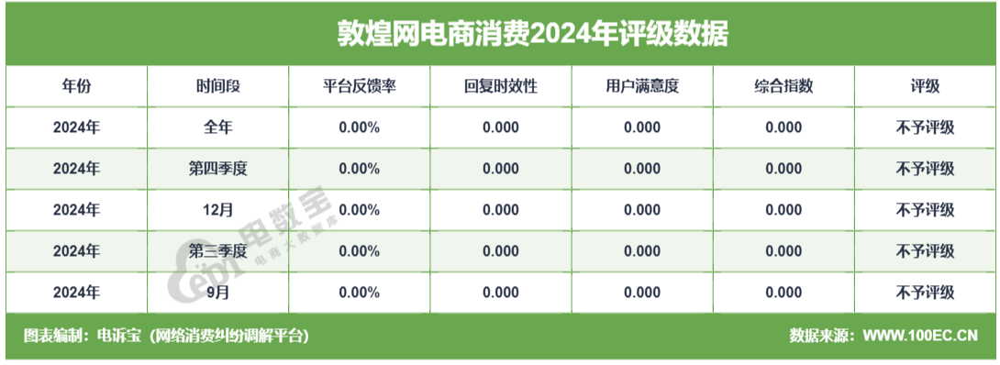 敦煌网电商消费2024年评级数据
年份 时间段 平台反馈率 回复时效性 用户满意度 综合指数 评级
2024年 全年 0.00% 0.000 0.000 0.000 不予评级
2024年 第四季度 0.00% 0.000 0.000 0.000 不予评级
2024年 12月 0.00% 0.000 0.000 0.000 不予评级
2024年 第三季度 0.00% 0.000 0.000 0.000 不予评级
2024年 9月 0.00% 0.000 0.000 0.000 不予评级
电数宝
电商大数据库
图表编制：电诉宝 (网络消费纠纷调解平台) 数据来源：WWW.100EC.CN